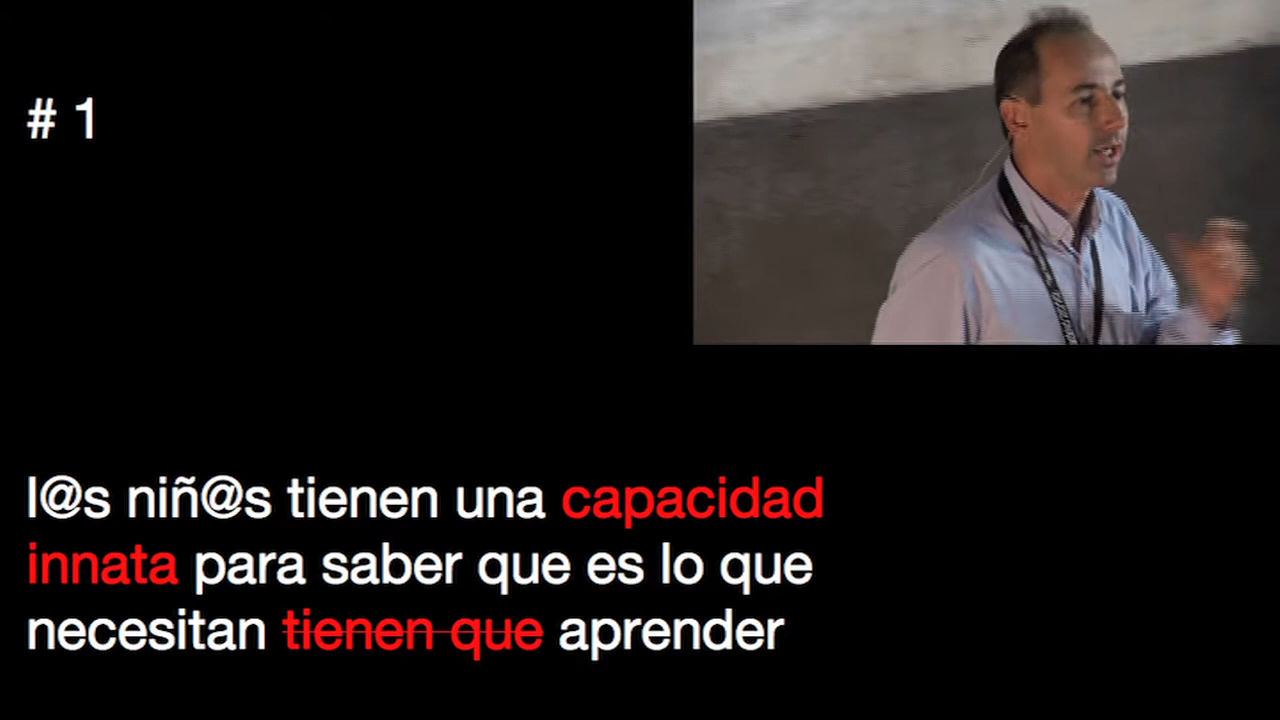 # 1
l@s niñ@s tienen una capacidad
innata para saber que es lo que
necesitan tienen que aprender